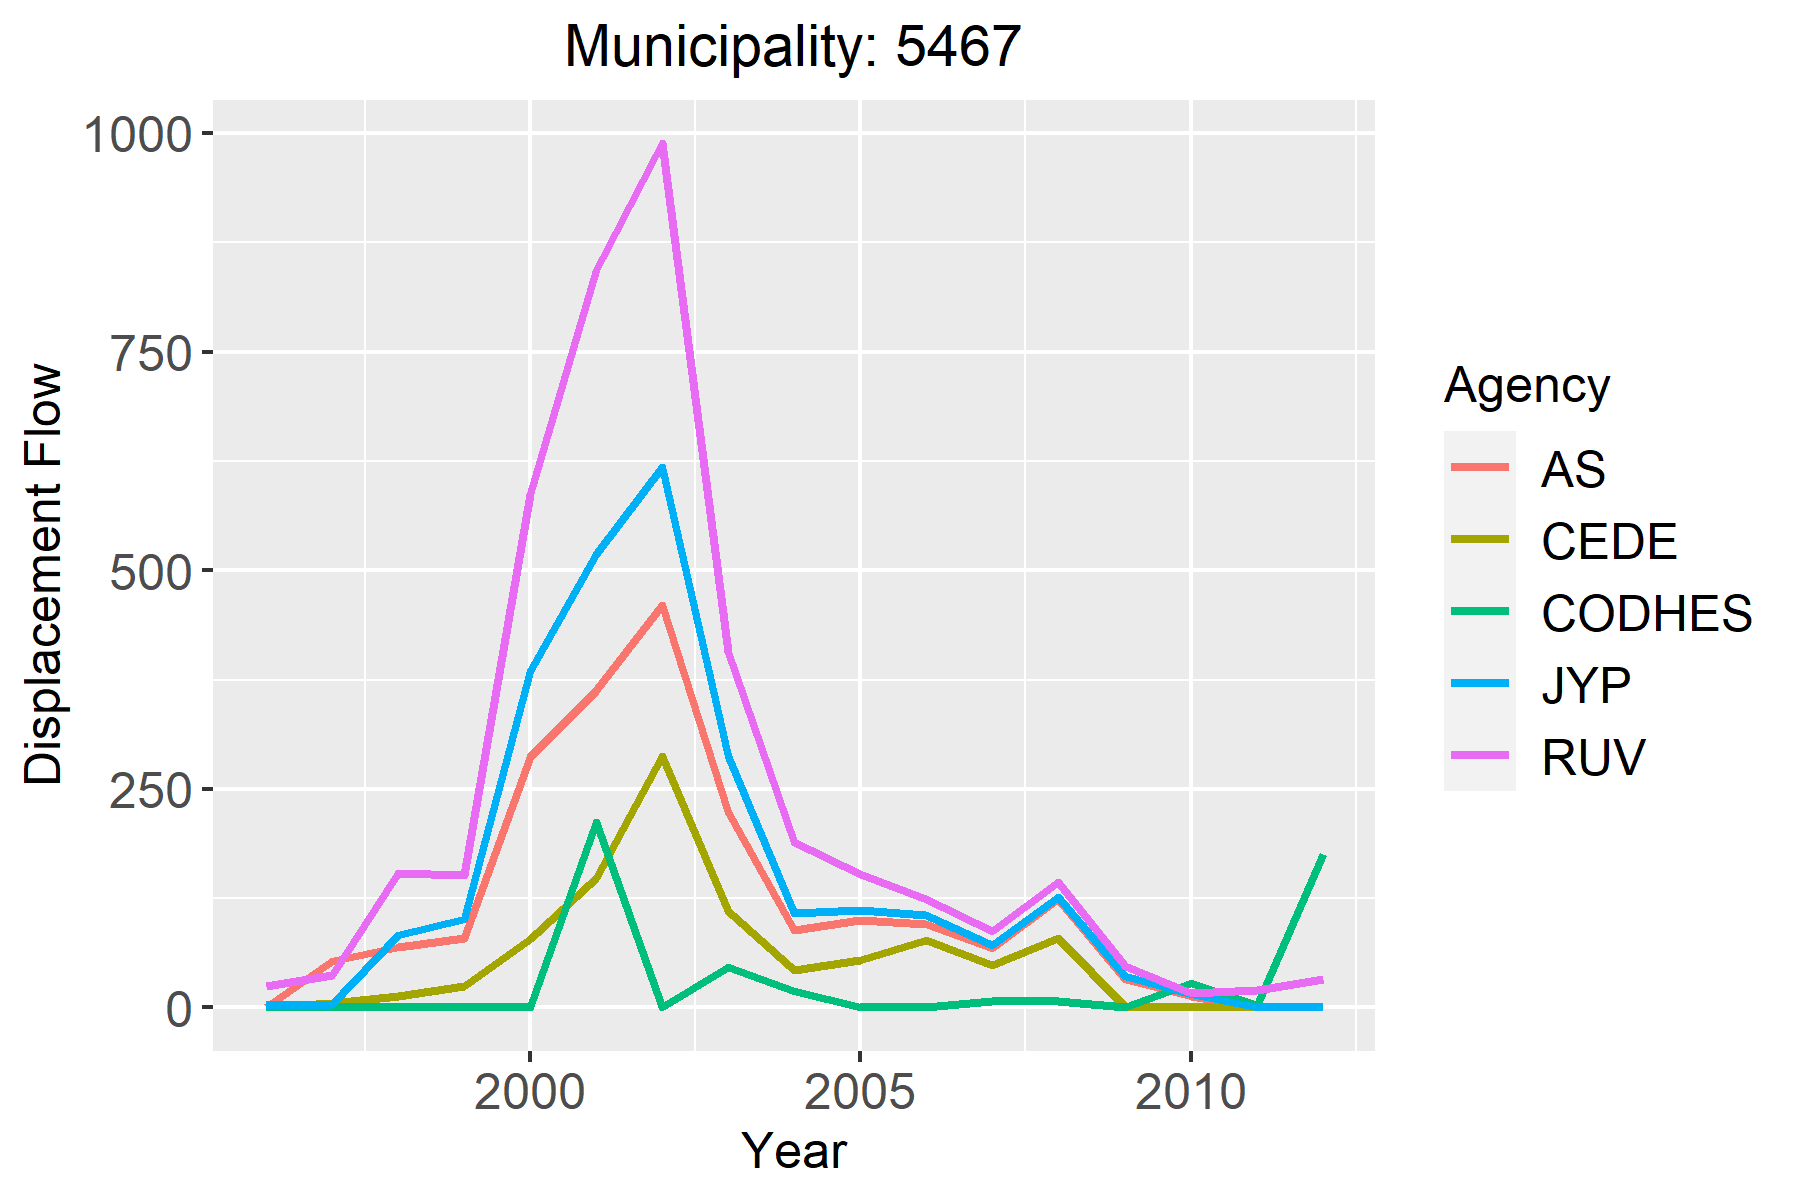 Municipality: 5467
1000
750
500
250
0
Displacement Flow
2000
2005
2010
Year
Agency
AS
CEDE
CODHES
JYP
RUV